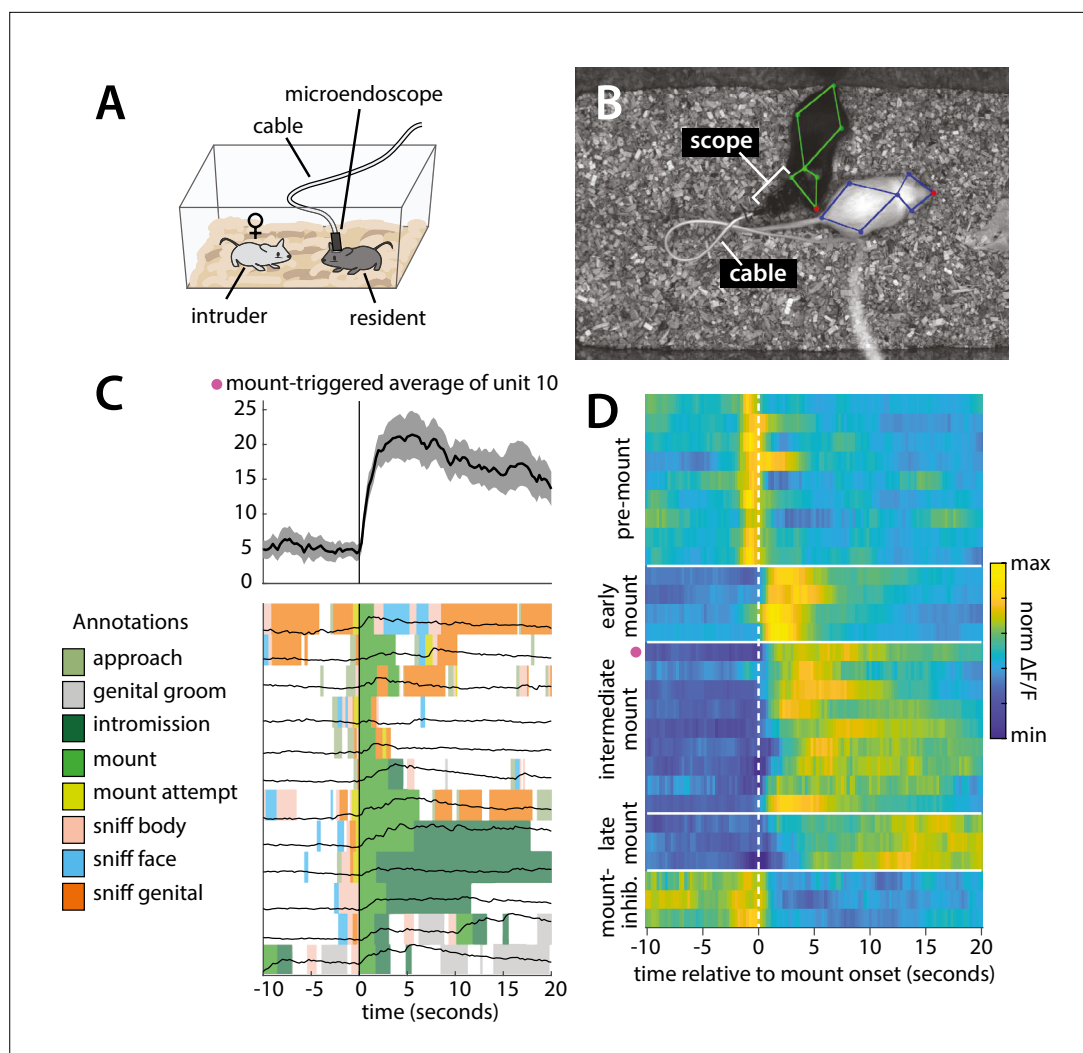 A
microendoscope
cable
♀
intruder
resident
B
scope
cable
C
mount-triggered average of unit 10
25
20
15
10
5
0
Annotations
approach
genital groom
intromission
mount
mount attempt
sniff body
sniff face
sniff genital
-10 -5 0 5 10 15 20
time (seconds)
D
pre-mount
early
mount
intermediate
mount
late
mount
mount-
inhib.
max
norm ΔF/F
min
-10 -5 0 5 10 15 20
time relative to mount onset (seconds)